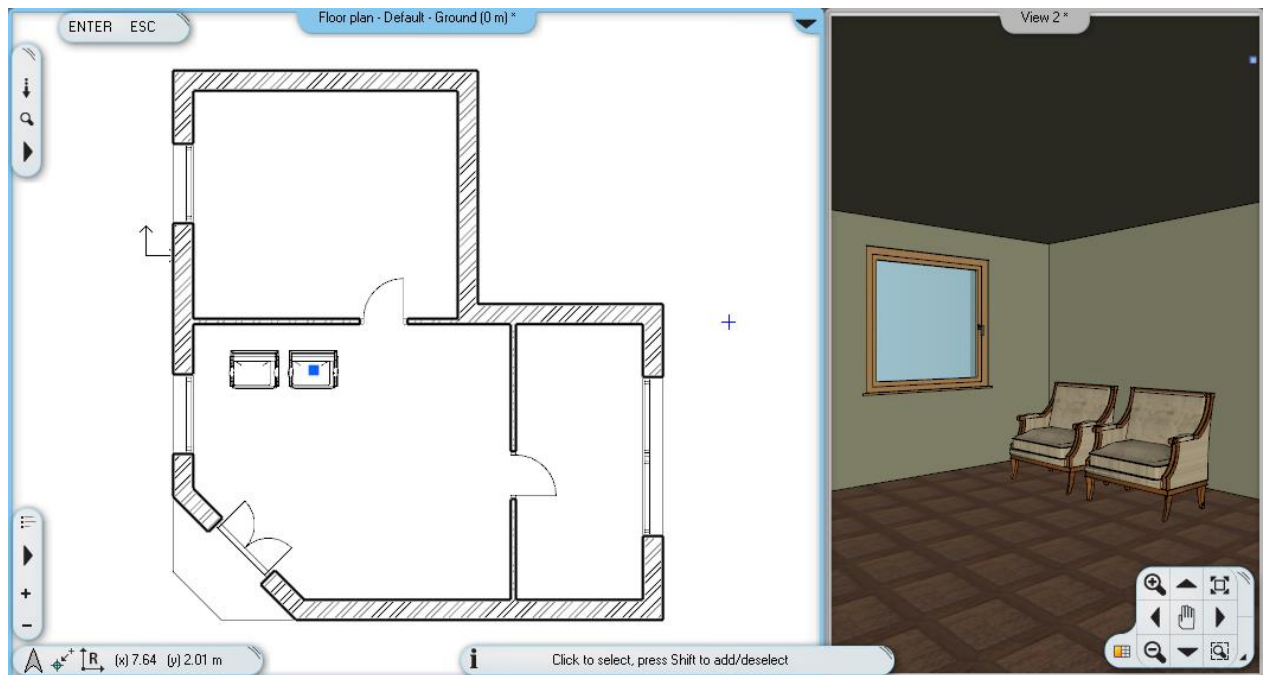 ENTER ESC
Floor plan - Default - Ground (0 m) *
View 2 *
R (x) 7.64 (y) 2.01 m
i Click to select, press Shift to add/deselect